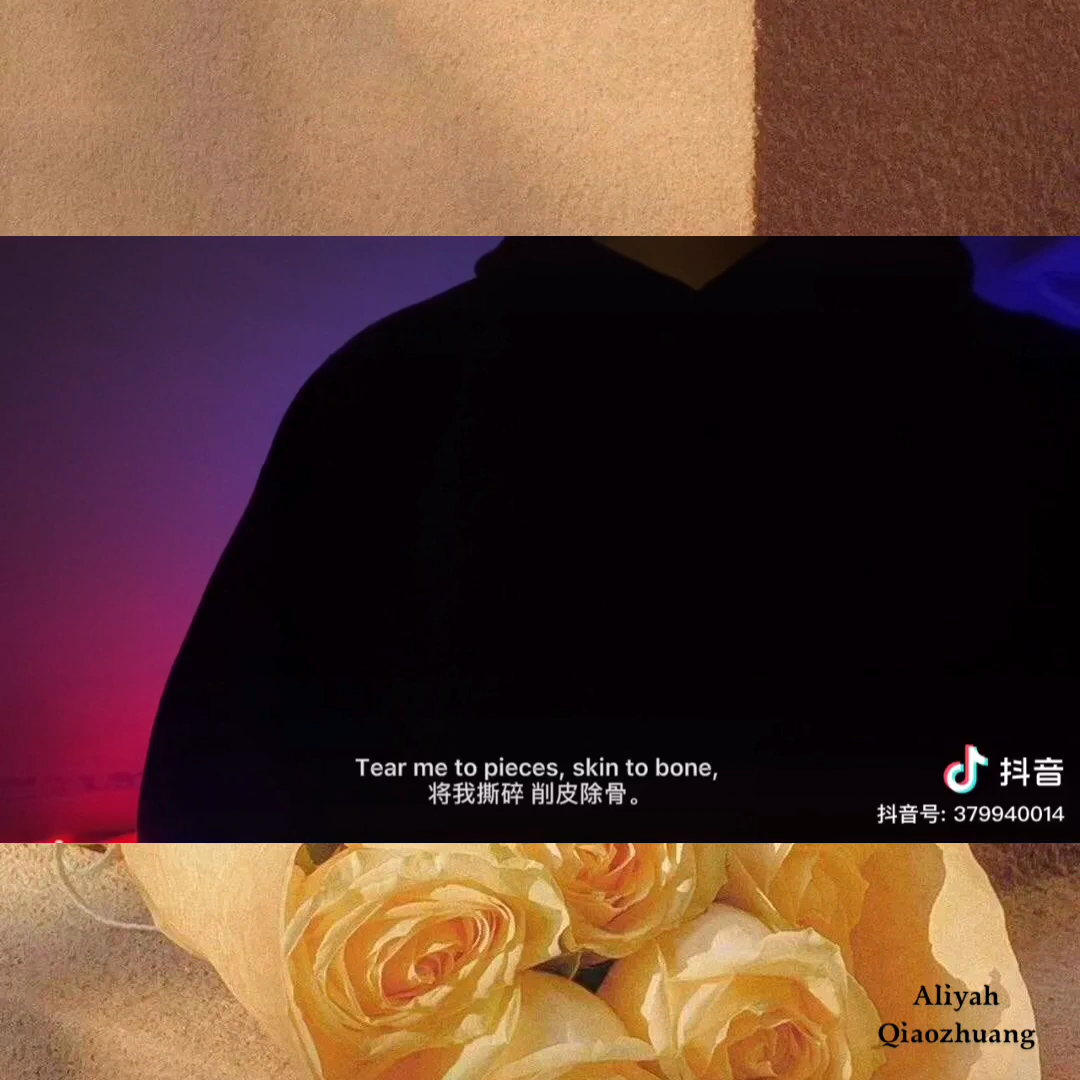 Tear me to pieces, skin to bone,
将我撕碎 削皮除骨。
抖音
抖音号: 379940014
Aliyah
Qiaozhuang